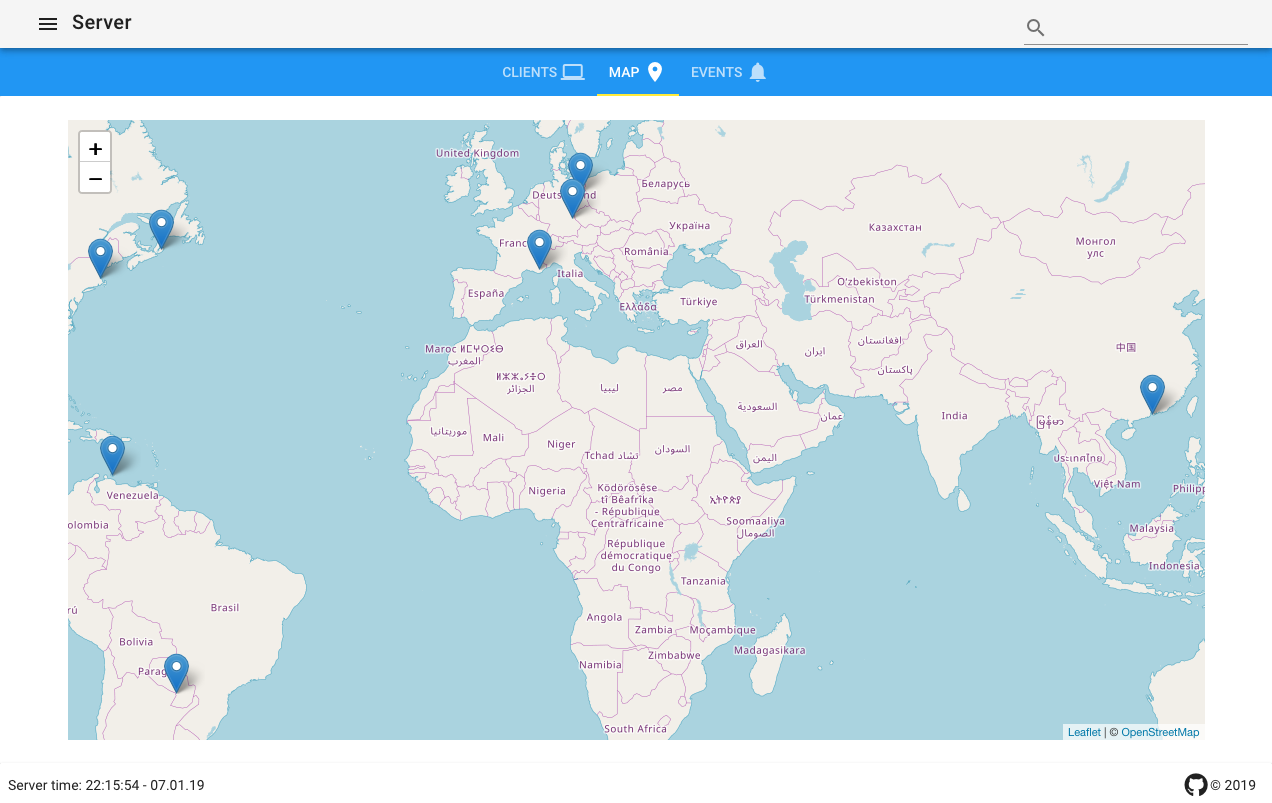 Server
CLIENTS
MAP
EVENTS
+
−
United Kingdom
Беларусь
Україна
România
Italia
España
Ελλάδα
Türkiye
Казахстан
Монгол
улс
O'zbekiston
Türkmenistan
افغانستان
ایران
پاکستان
العراق
中国
Maroc ⵍⵎⵖⵔⵉⴱ
المغرب
الجزائر
ليبيا
مصر
السعودية
عمان
اليمن
India
မြန်မာ
ประเทศไทย
Việt Nam
Philipp
Malaysia
Indonesia
موريتانيا
Mali
Niger
Tchad تشاد
السودان
Nigeria
Ködörösêse
tî Bêafrîka
- République
Centrafricaine
ኢትዮጵያ
Soomaaliya
الصومال
République
démocratique
du Congo
Tanzania
Angola
Zambia
Moçambique
Zimbabwe
Namibia
Madagasikara
South Africa
Venezuela
olombia
rú
Brasil
Bolivia
Parag
Franc
Deuts nd
Leaflet | © OpenStreetMap
Server time: 22:15:54 - 07.01.19
© 2019